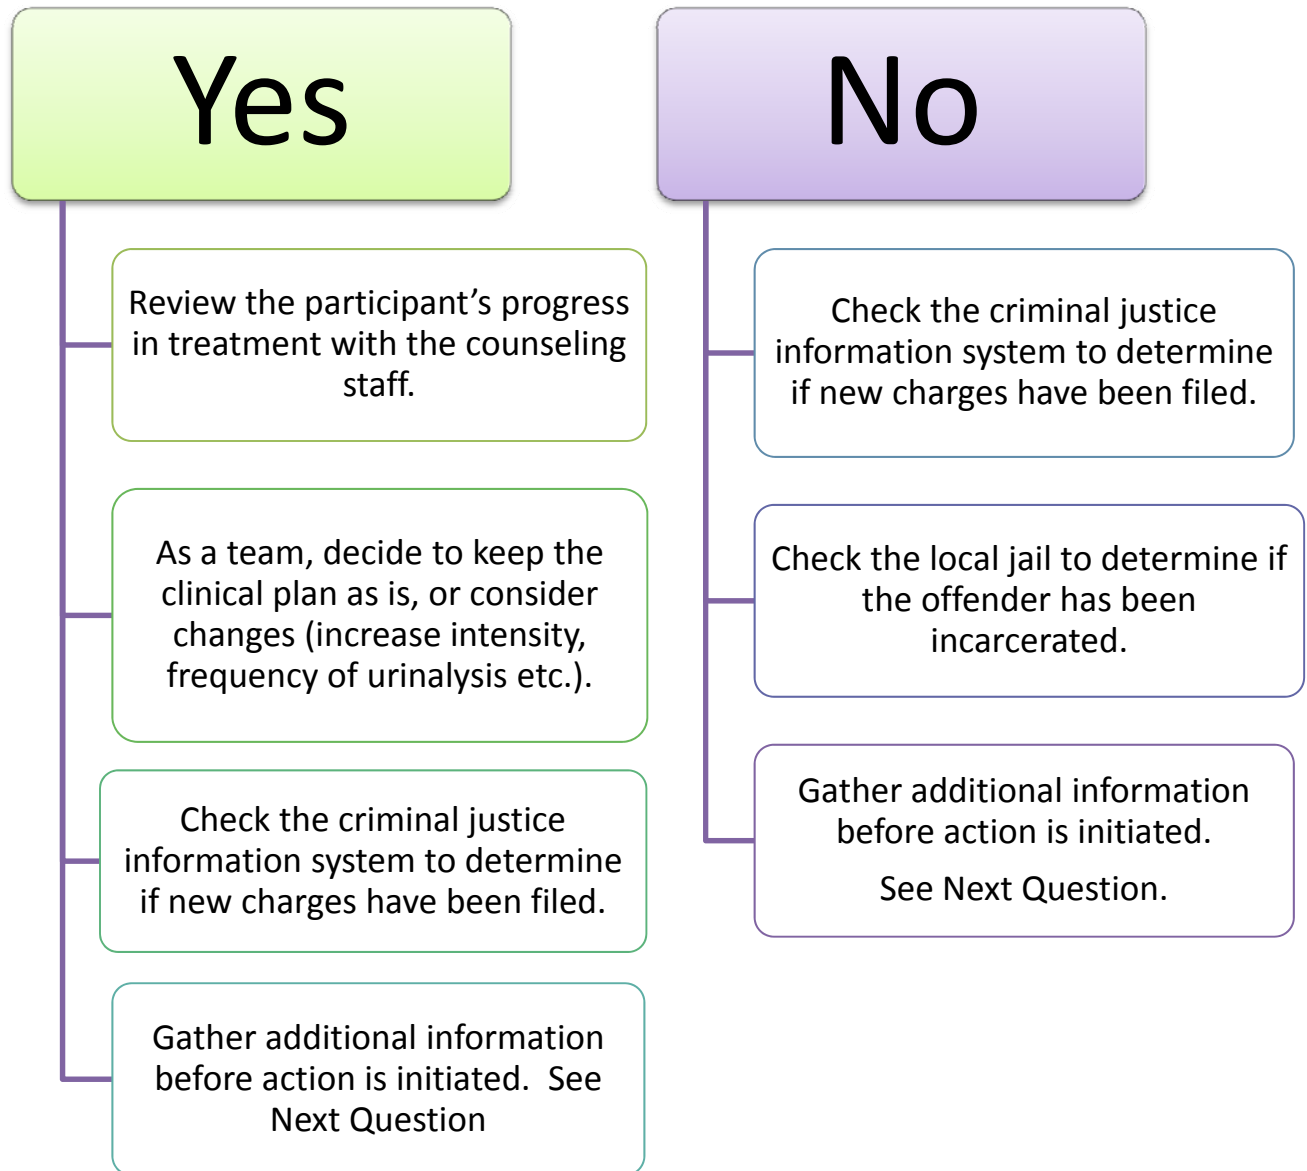 Yes
Review the participant’s progress
in treatment with the counseling
staff.
As a team, decide to keep the
clinical plan as is, or consider
changes (increase intensity,
frequency of urinalysis etc.).
Check the criminal justice
information system to determine
if new charges have been filed.
Gather additional information
before action is initiated.  See
Next Question
No
Check the criminal justice
information system to determine
if new charges have been filed.
Check the local jail to determine if
the offender has been
incarcerated.
Gather additional information
before action is initiated.
See Next Question.